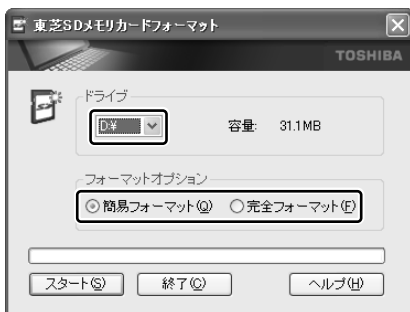 東芝SDメモリカードフォーマット
TOSHIBA
ドライブ
D:¥ 容量: 31.1MB
フォーマットオプション
簡易フォーマット(Q) 完全フォーマット(F)
スタート(S) 終了(C) ヘルプ(H)